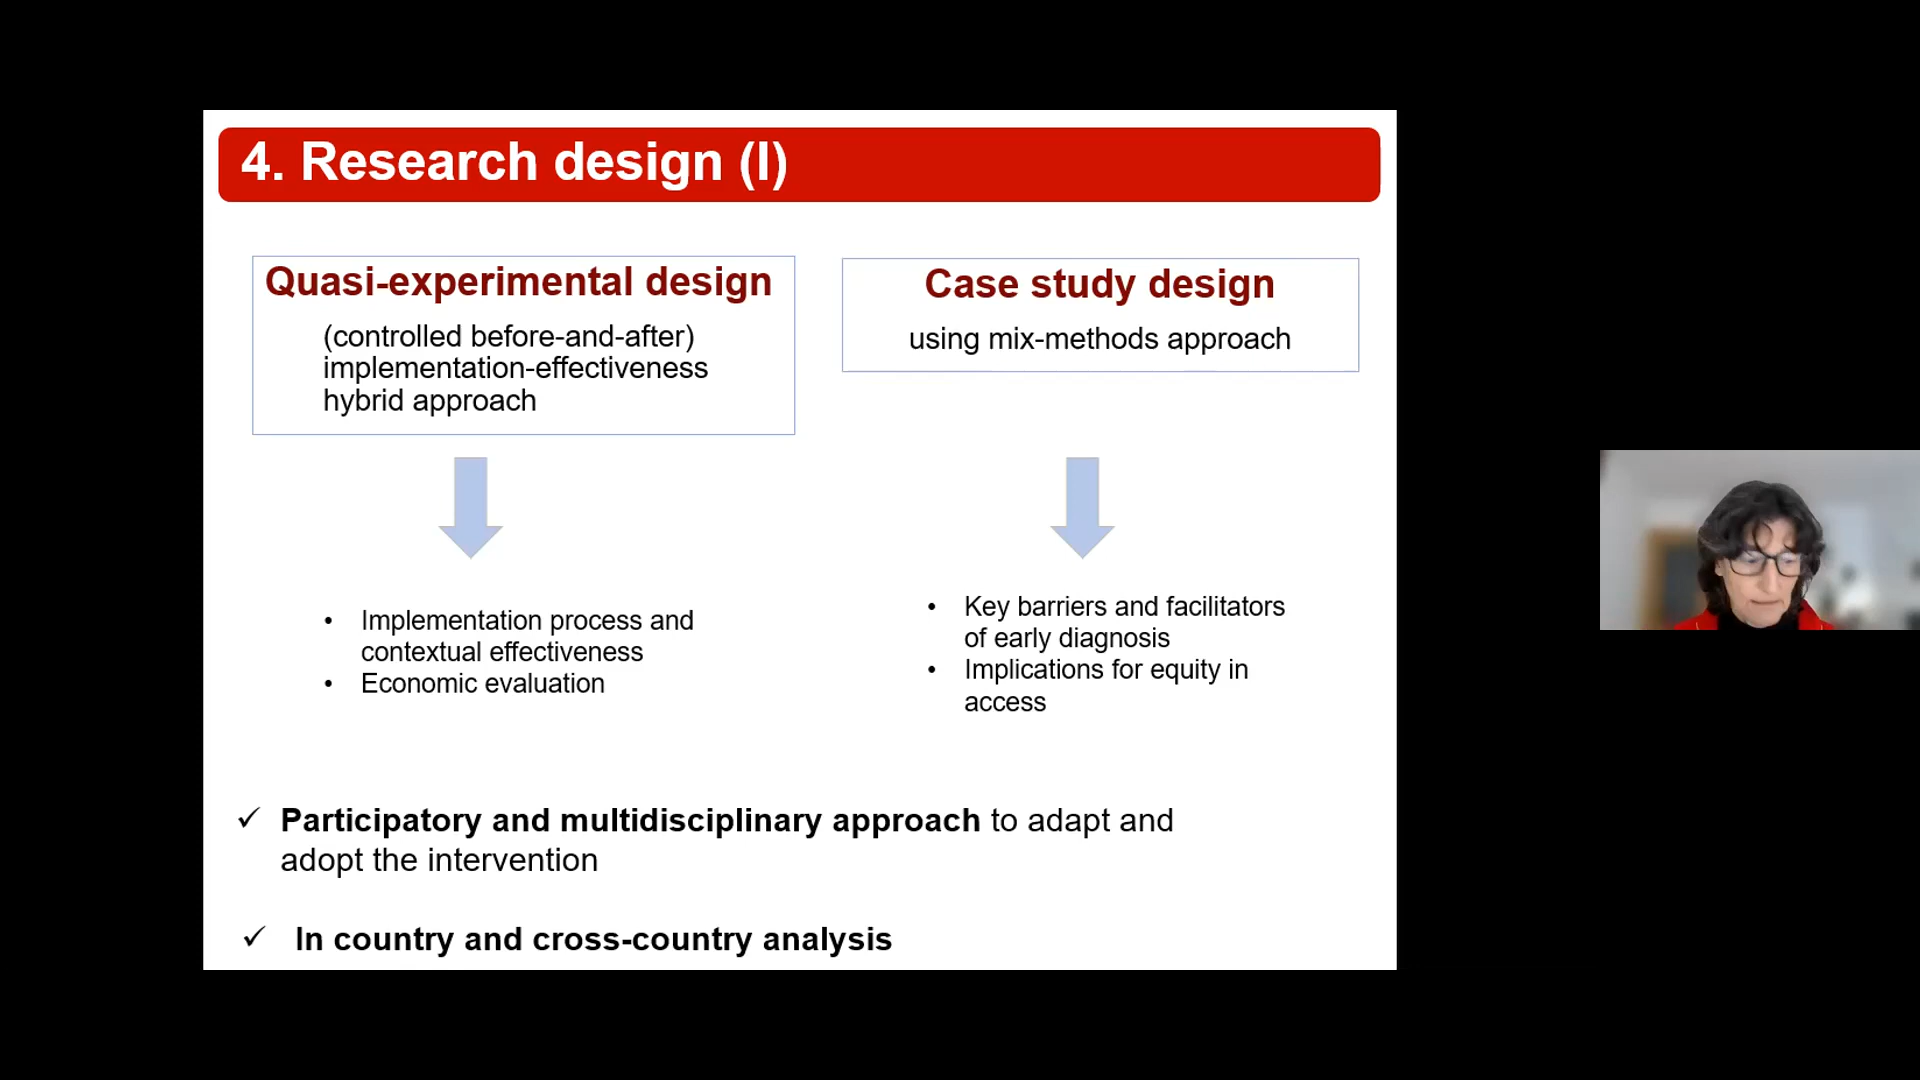 4. Research design (I)
Quasi-experimental design
(controlled before-and-after)
implementation-effectiveness
hybrid approach
Case study design
using mix-methods approach
• Implementation process and
contextual effectiveness
• Economic evaluation
• Key barriers and facilitators
of early diagnosis
• Implications for equity in
access
✓ Participatory and multidisciplinary approach to adapt and
adopt the intervention
✓ In country and cross-country analysis